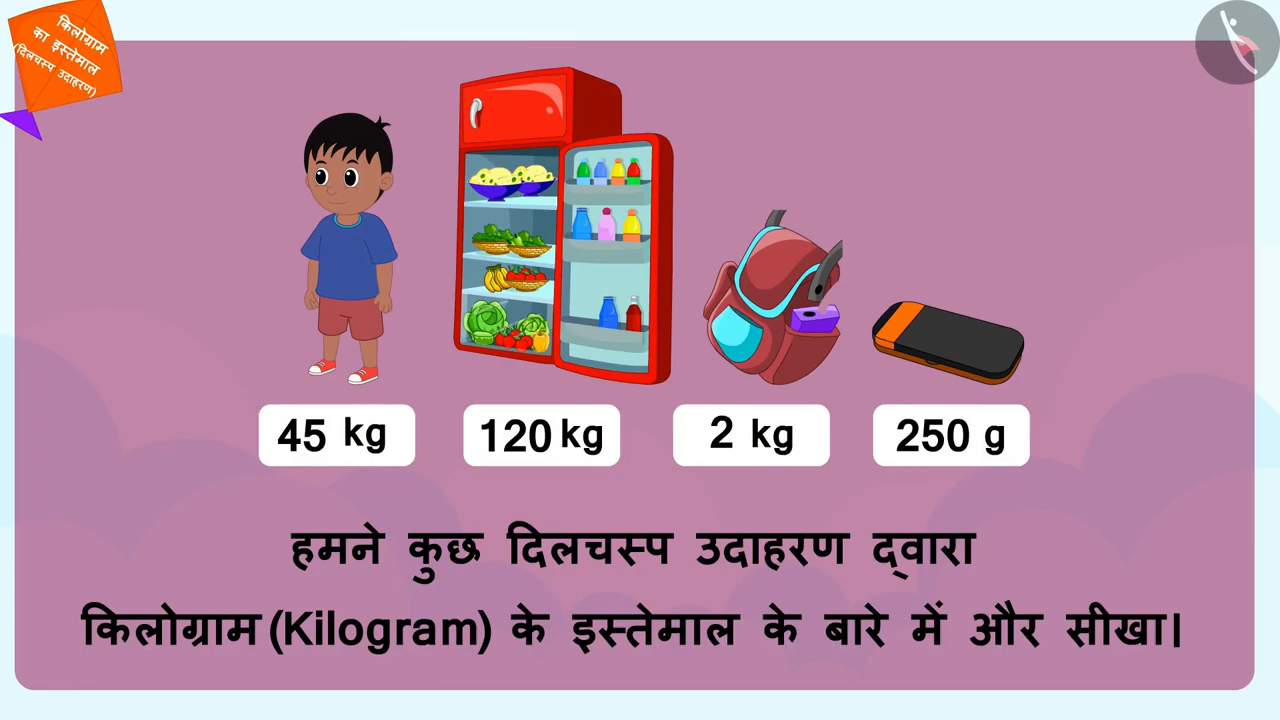 किलोग्राम
का इस्तेमाल
(दिलचस्प उदाहरण)
45 kg
120 kg
2 kg
250 g
हमने कुछ दिलचस्प उदाहरण द्वारा
किलोग्राम (Kilogram) के इस्तेमाल के बारे में और सीखा।